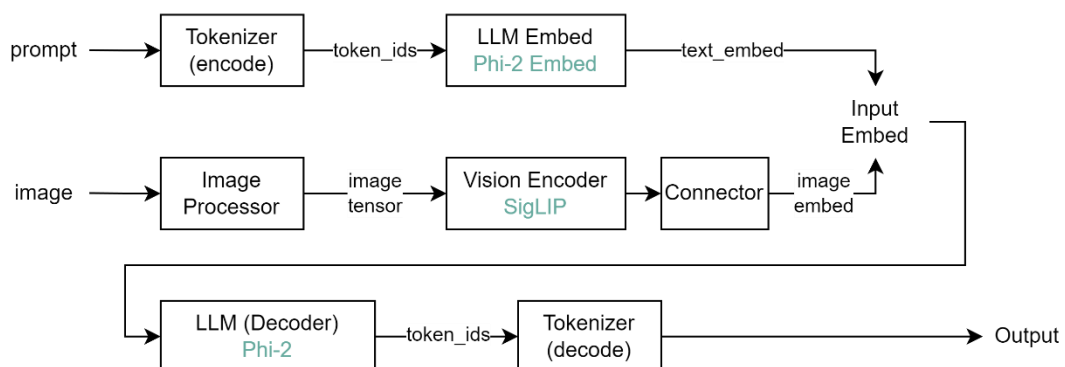 prompt
Tokenizer
(encode)
token_ids
LLM Embed
Phi-2 Embed
text_embed
Input
Embed
image
Image
Processor
image
tensor
Vision Encoder
SigLIP
Connector
image
embed
LLM (Decoder)
Phi-2
token_ids
Tokenizer
(decode)
Output